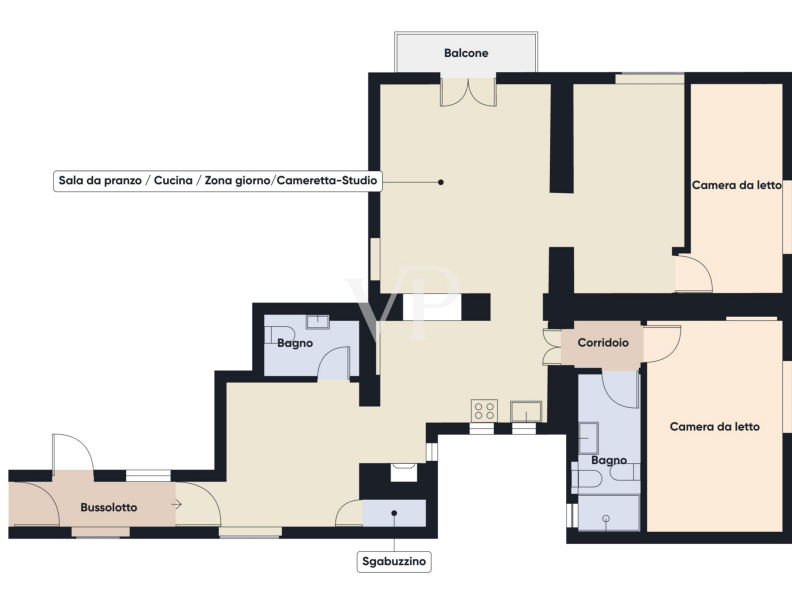 Balcone
Sala da pranzo / Cucina / Zona giorno/Cameretta-Studio
Camera da letto
VP
Bagno
Corridoio
Camera da letto
Bagno
Bussolotto
Sgabuzzino